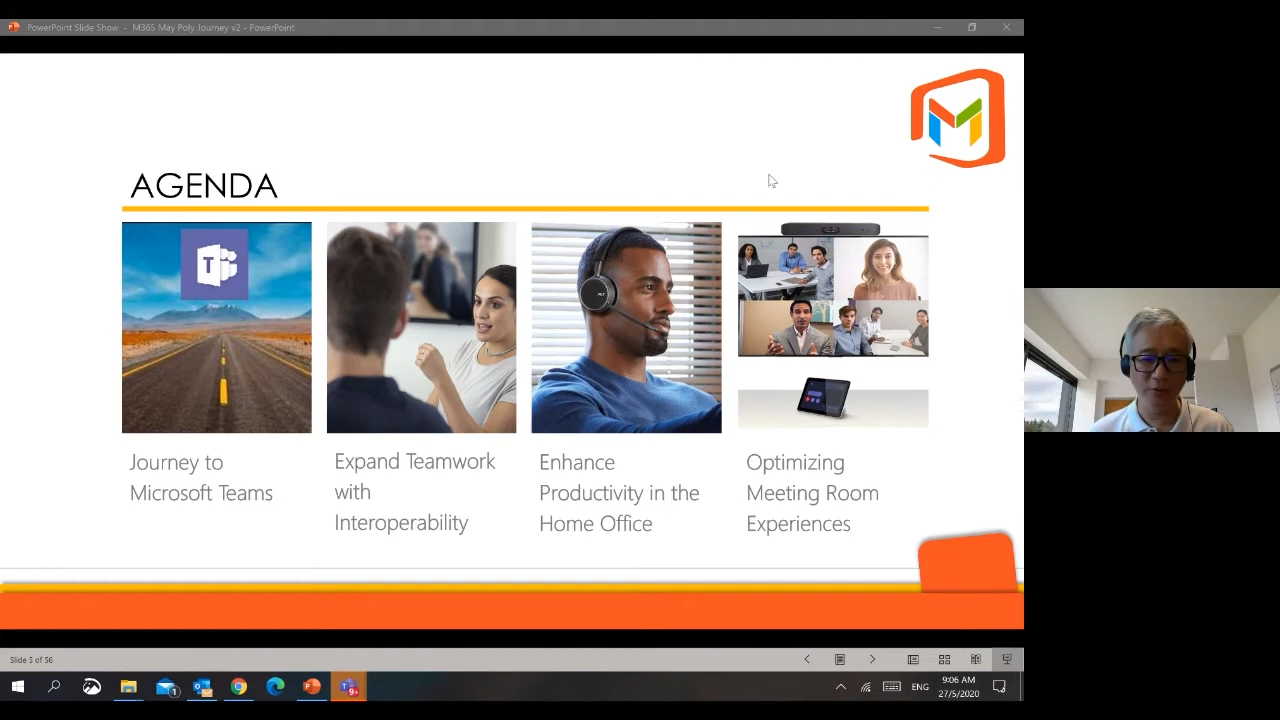 PowerPoint Slide Show - M365 May Poly Journey v2 - PowerPoint
M
AGENDA
T
Journey to
Microsoft Teams
Expand Teamwork
with
Interoperability
Enhance
Productivity in the
Home Office
Optimizing
Meeting Room
Experiences
Slide 5 of 56
1
9+
ENG
9:06 AM
27/5/2020